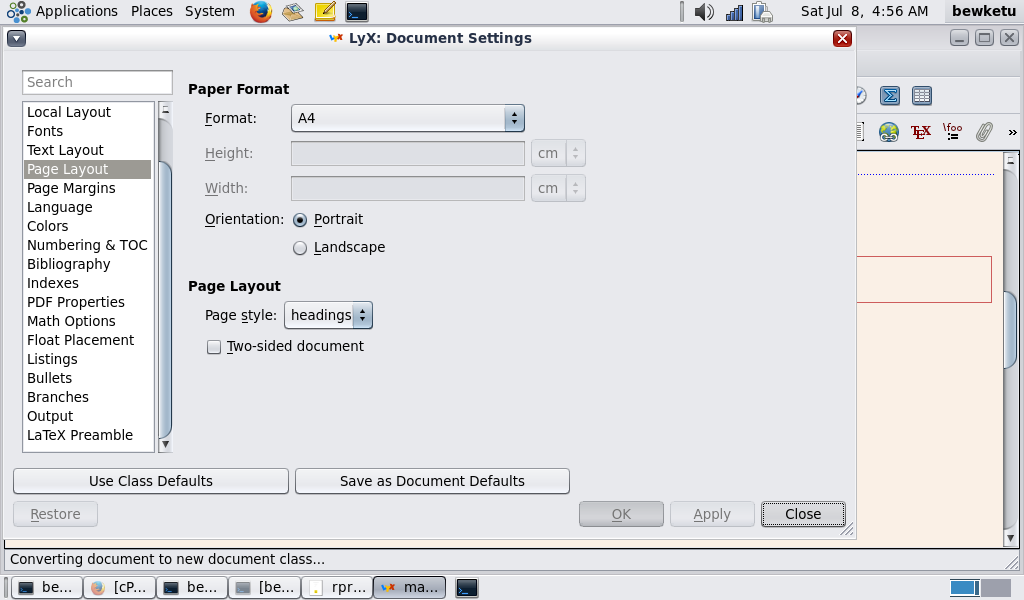 Applications Places System Sat Jul 8, 4:56 AM bewketu
LyX: Document Settings
Search
Local Layout
Fonts
Text Layout
Page Layout
Page Margins
Language
Colors
Numbering & TOC
Bibliography
Indexes
PDF Properties
Math Options
Float Placement
Listings
Bullets
Branches
Output
LaTeX Preamble
Paper Format
Format: A4
Height: cm
Width: cm
Orientation: Portrait
Landscape
Page Layout
Page style: headings
Two-sided document
Σ
TEX \foo »
Use Class Defaults Save as Document Defaults
Restore OK Apply Close
Converting document to new document class...
be... [cP... be... [be... rpr... ma...